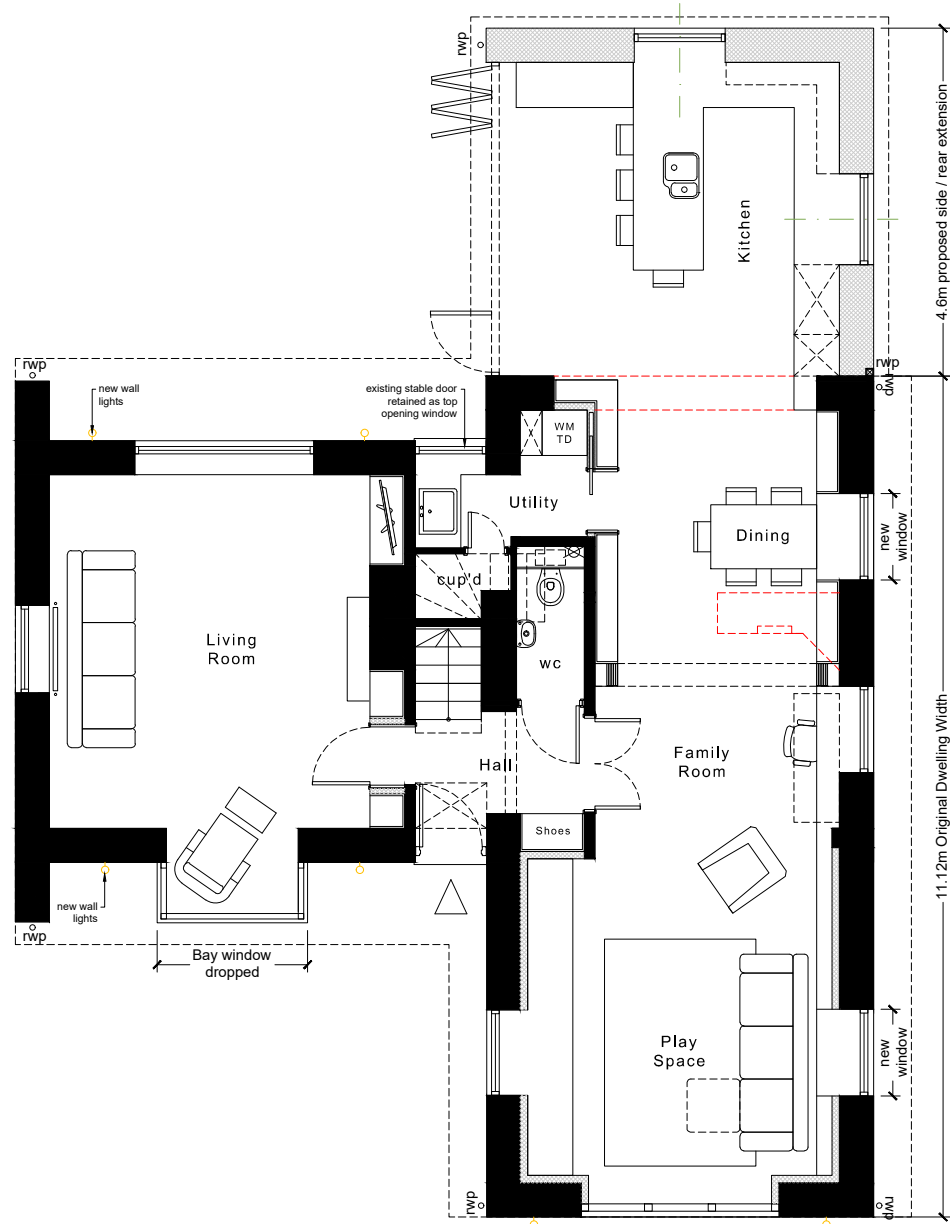 rwp
4.6m proposed side / rear extension
Kitchen
rwp
rwp
rwp
new wall
lights
existing stable door
retained as top
opening window
WM
TD
Utility
Dining
new
window
cup'd
Living
Room
wc
Hall
Family
Room
11.12m Original Dwelling Width
Shoes
new wall
lights
rwp
Bay window
dropped
Play
Space
new
window
rwp
rwp